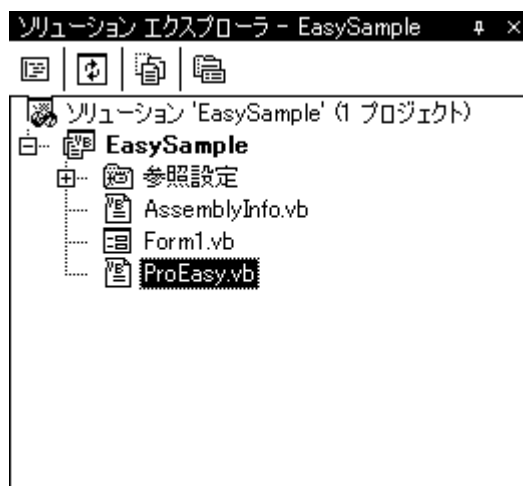 ソリューション エクスプローラ - EasySample
ソリューション 'EasySample' (1 プロジェクト)
EasySample
参照設定
AssemblyInfo.vb
Form1.vb
ProEasy.vb